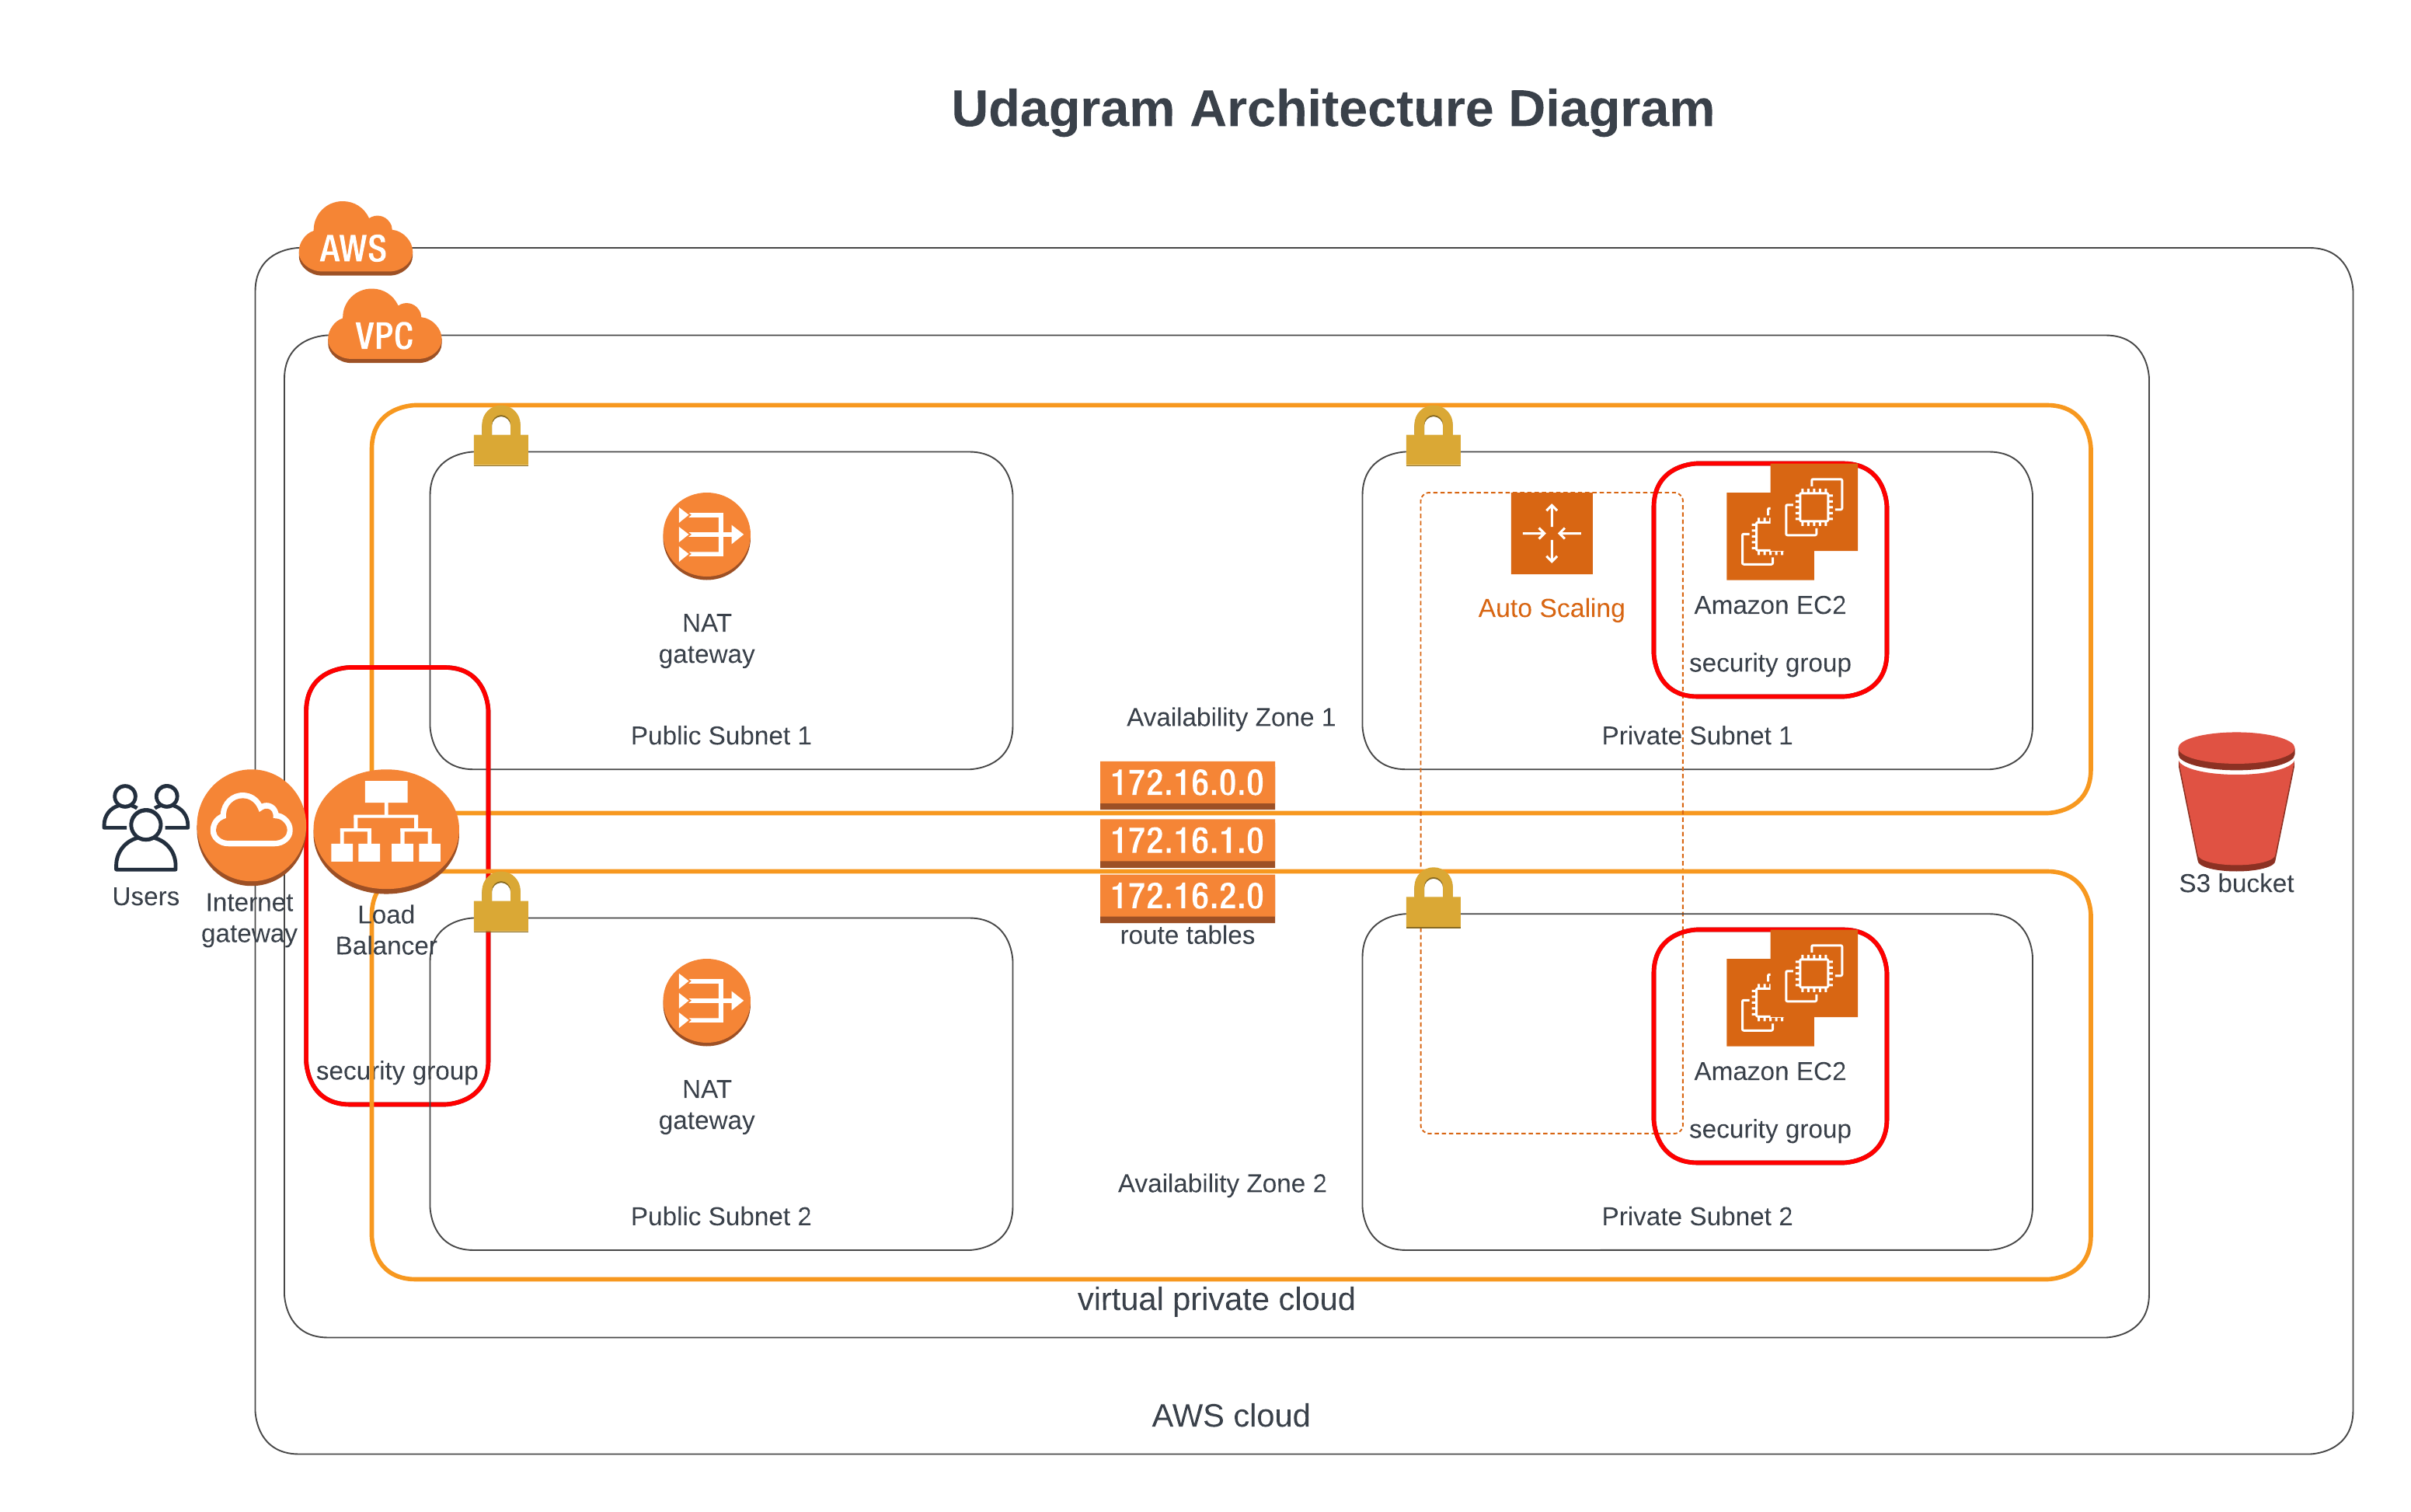 Udagram Architecture Diagram
AWS
VPC
NAT
gateway
Public Subnet 1
Availability Zone 1
Auto Scaling
Amazon EC2
security group
Private Subnet 1
172.16.0.0
172.16.1.0
172.16.2.0
route tables
Users
Internet
gateway
Load
Balancer
security group
S3 bucket
NAT
gateway
Public Subnet 2
Availability Zone 2
Amazon EC2
security group
Private Subnet 2
virtual private cloud
AWS cloud